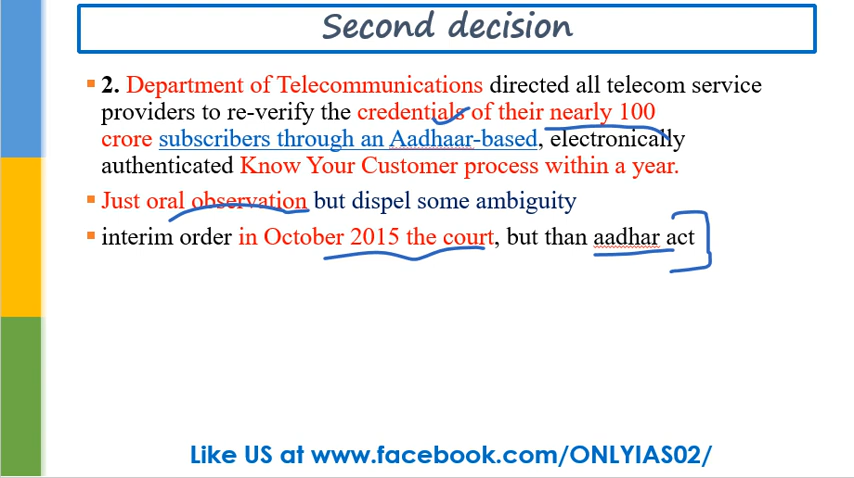 Second decision
2. Department of Telecommunications directed all telecom service
providers to re-verify the credentials of their nearly 100
crore subscribers through an Aadhaar-based, electronically
authenticated Know Your Customer process within a year.
Just oral observation but dispel some ambiguity
interim order in October 2015 the court, but than aadhar act
Like US at www.facebook.com/ONLYIAS02/